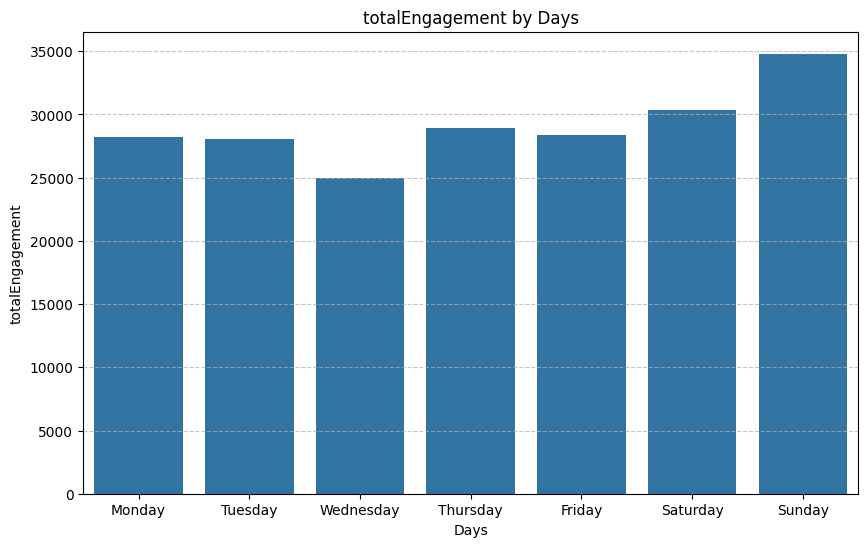 totalEngagement by Days
totalEngagement
35000
30000
25000
20000
15000
10000
5000
0
Monday Tuesday Wednesday Thursday Friday Saturday Sunday
Days